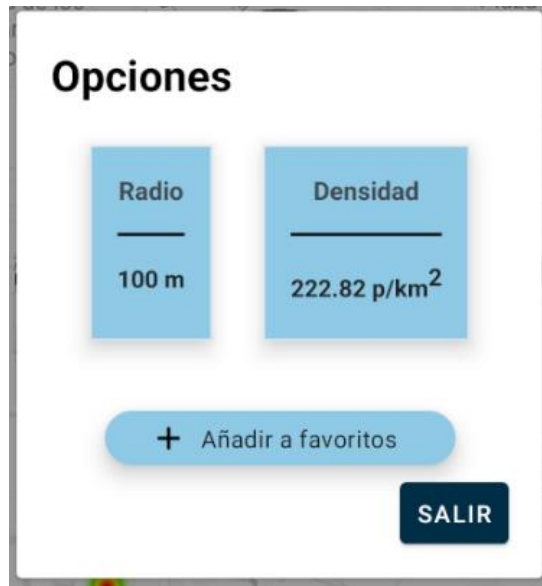 Opciones
Radio
100 m
Densidad
222.82 p/km²
+ Añadir a favoritos
SALIR